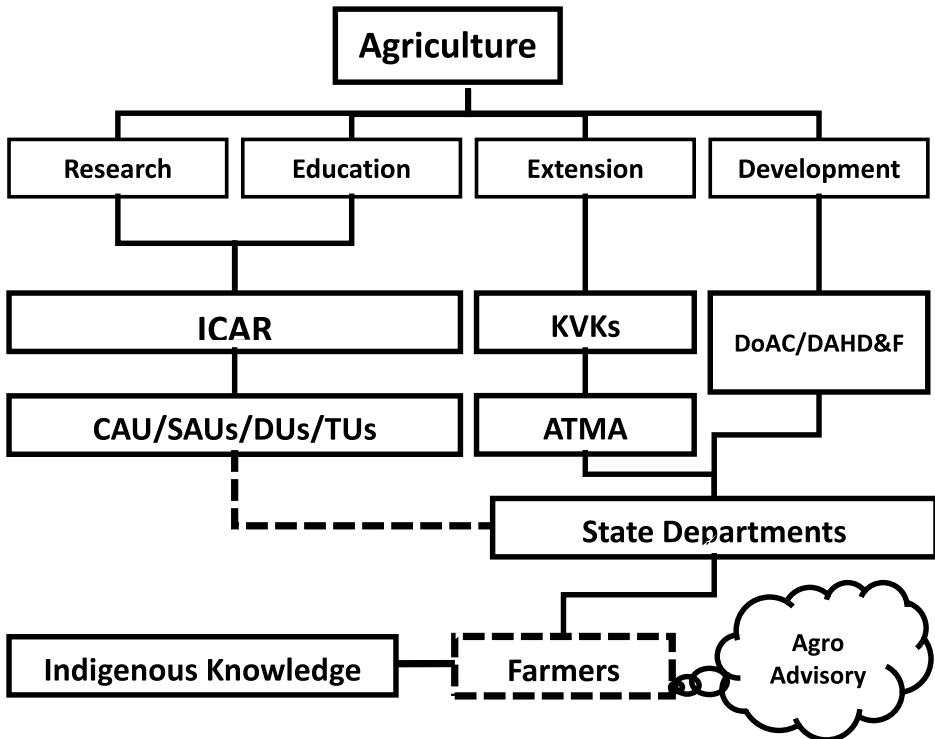 Agriculture
Research
Education
Extension
Development
ICAR
KVKs
DoAC/DAHD&F
CAU/SAUs/DUs/TUs
ATMA
State Departments
Indigenous Knowledge
Farmers
Agro
Advisory